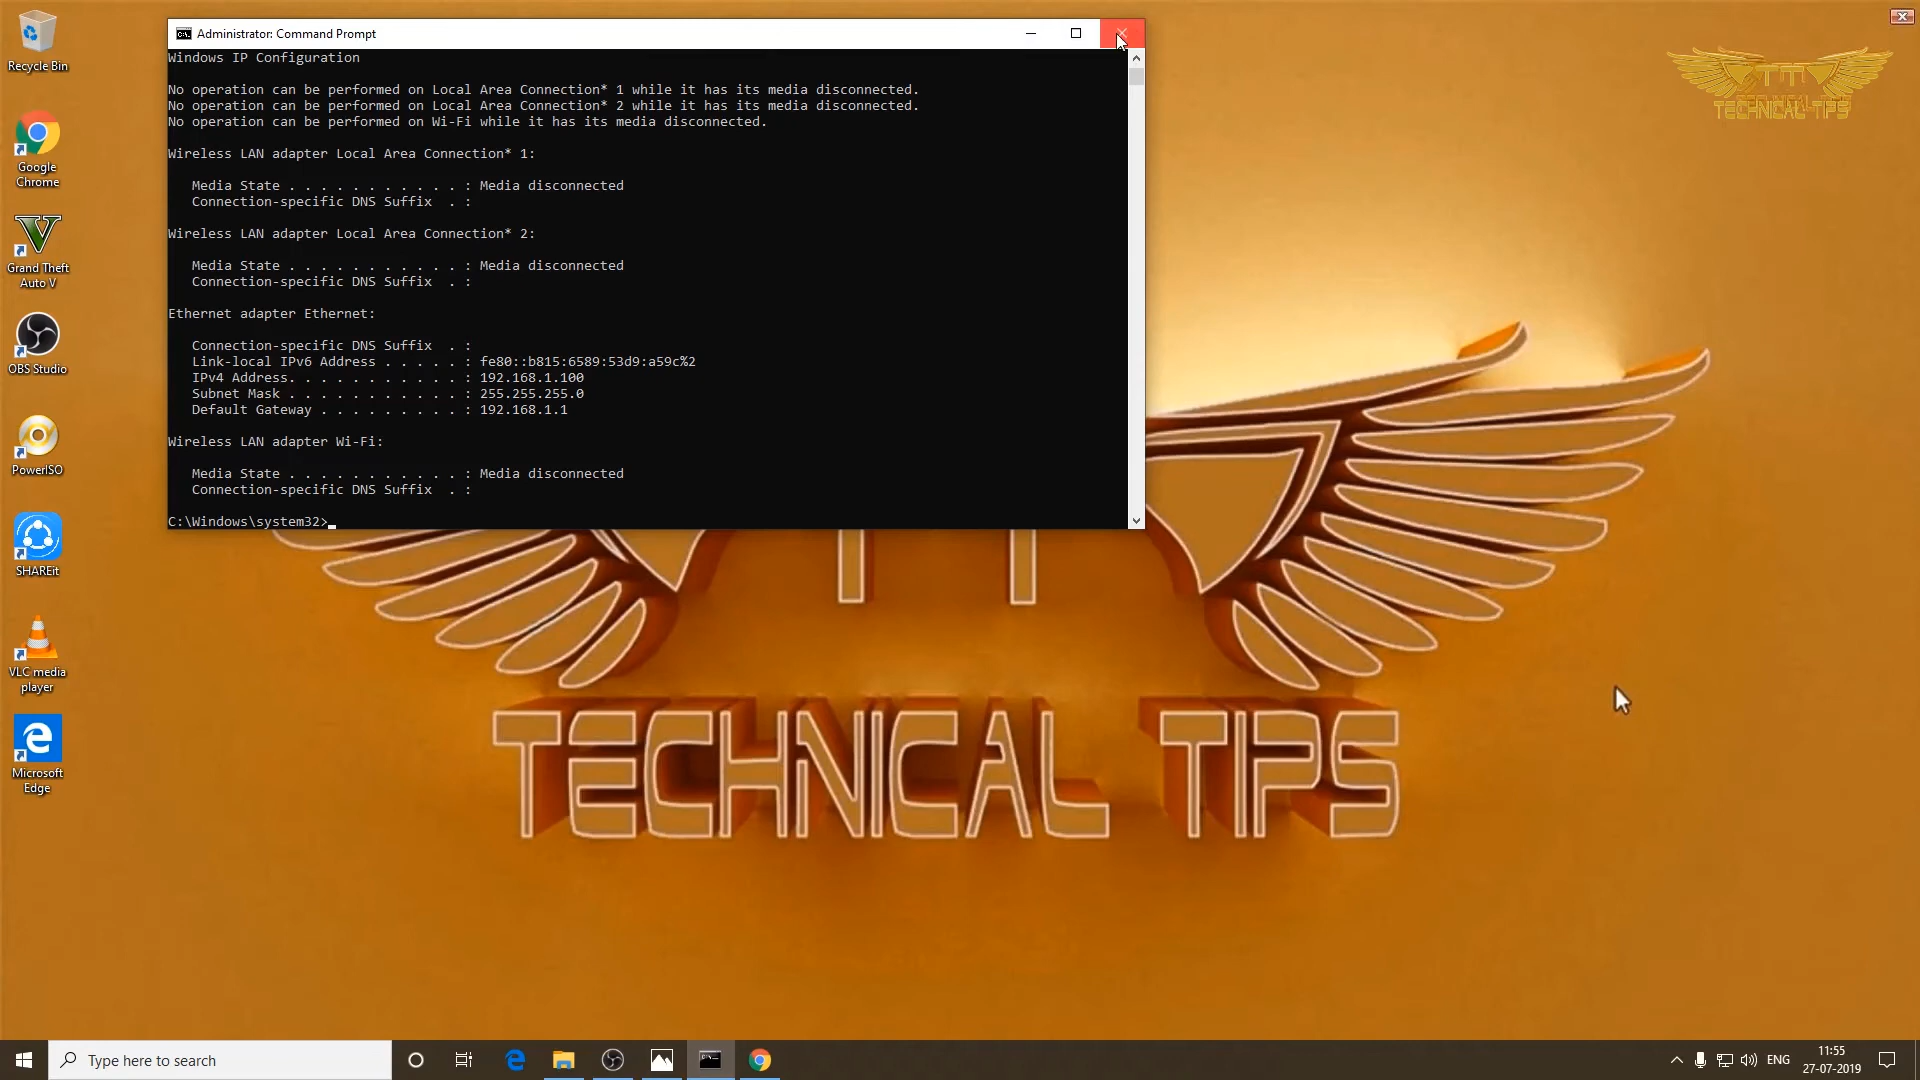 Recycle Bin
Google
Chrome
Grand Theft
Auto V
OBS Studio
PowerISO
SHAREit
VLC media
player
Microsoft
Edge
Administrator: Command Prompt
Windows IP Configuration
No operation can be performed on Local Area Connection* 1 while it has its media disconnected.
No operation can be performed on Local Area Connection* 2 while it has its media disconnected.
No operation can be performed on Wi-Fi while it has its media disconnected.
Wireless LAN adapter Local Area Connection* 1:
Media State . . . . . . . . . . . : Media disconnected
Connection-specific DNS Suffix  . :
Wireless LAN adapter Local Area Connection* 2:
Media State . . . . . . . . . . . : Media disconnected
Connection-specific DNS Suffix  . :
Ethernet adapter Ethernet:
Connection-specific DNS Suffix  . :
Link-local IPv6 Address . . . . . : fe80::b815:6589:53d9:a59c%2
IPv4 Address. . . . . . . . . . . : 192.168.1.100
Subnet Mask . . . . . . . . . . . : 255.255.255.0
Default Gateway . . . . . . . . . : 192.168.1.1
Wireless LAN adapter Wi-Fi:
Media State . . . . . . . . . . . : Media disconnected
Connection-specific DNS Suffix  . :
C:\Windows\system32>
TECHNICAL TIPS
TECHNICAL TIPS
Type here to search
ENG
11:55
27-07-2019